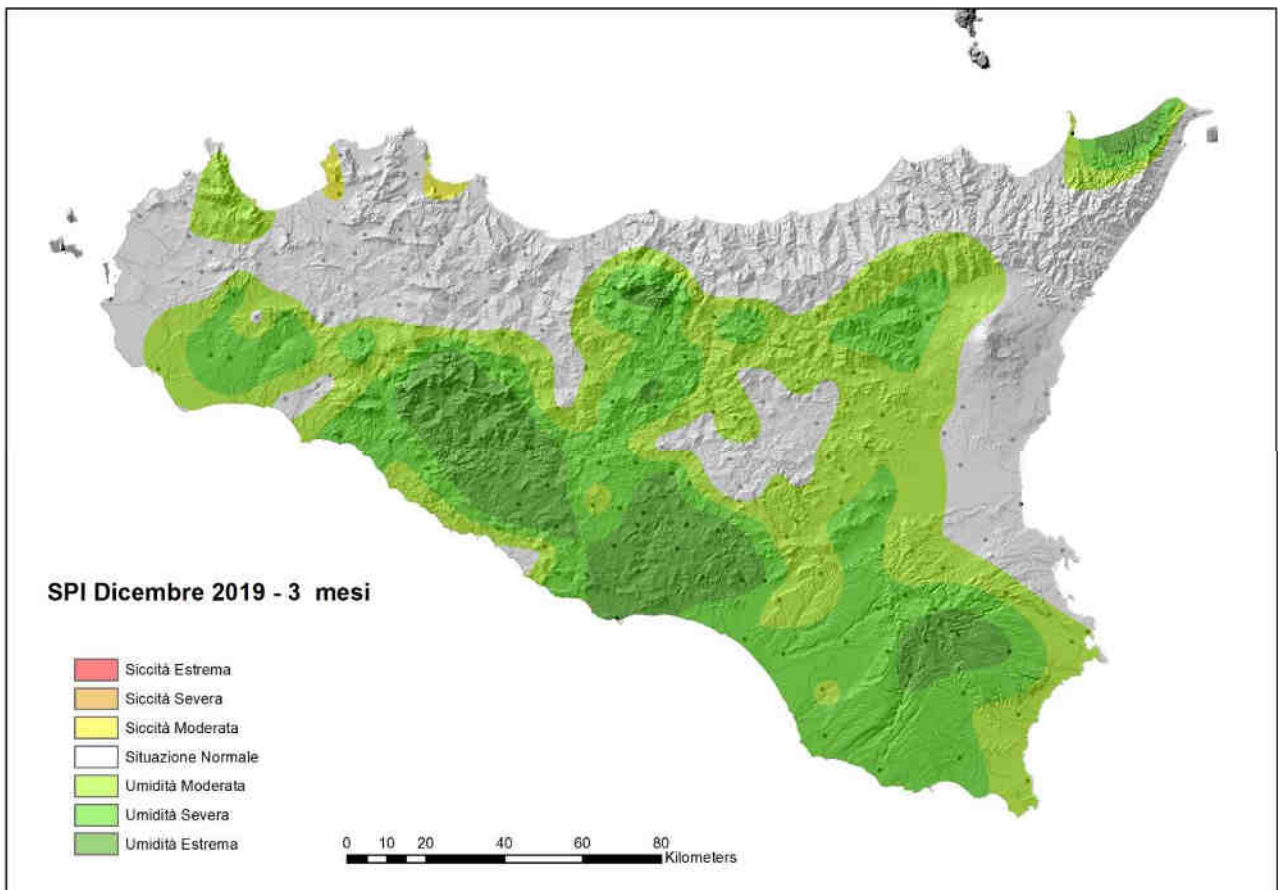 SPI Dicembre 2019 - 3 mesi
Siccità Estrema
Siccità Severa
Siccità Moderata
Situazione Normale
Umidità Moderata
Umidità Severa
Umidità Estrema
0 10 20 40 60 80
Kilometers